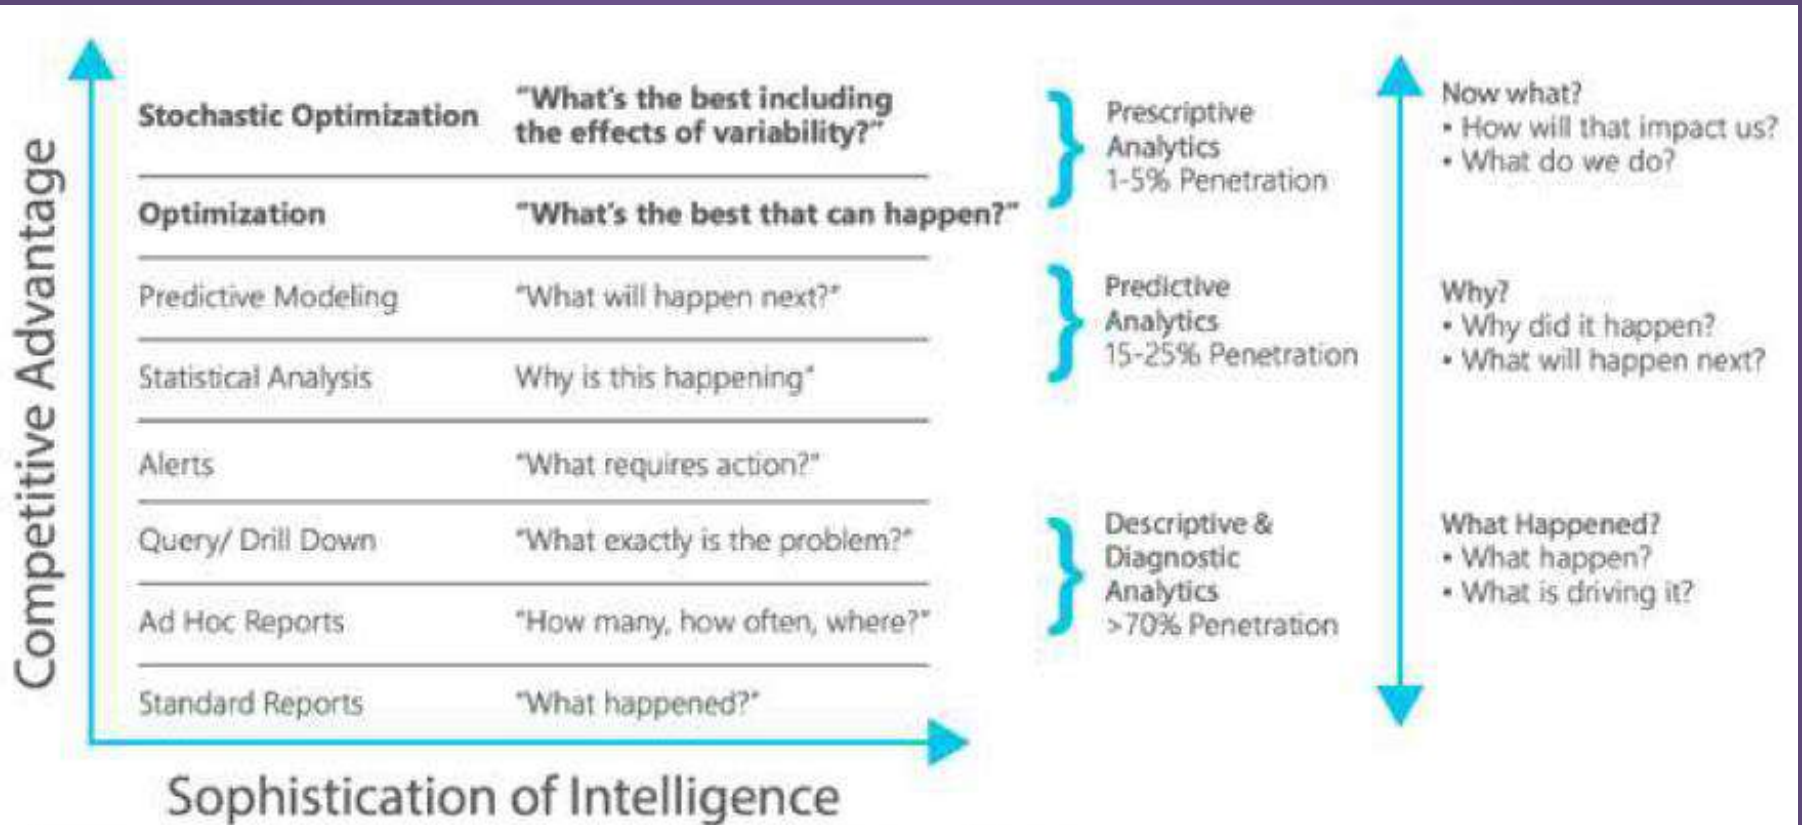 Competitive Advantage
Stochastic Optimization
"What's the best including
the effects of variability?"
Optimization
"What's the best that can happen?"
Predictive Modeling
"What will happen next?"
Statistical Analysis
Why is this happening"
Alerts
"What requires action?"
Query/ Drill Down
"What exactly is the problem?"
Ad Hoc Reports
"How many, how often, where?"
Standard Reports
"What happened?"
Sophistication of Intelligence
Prescriptive
Analytics
1-5% Penetration
Predictive
Analytics
15-25% Penetration
Descriptive &
Diagnostic
Analytics
>70% Penetration
Now what?
• How will that impact us?
• What do we do?
Why?
• Why did it happen?
• What will happen next?
What Happened?
• What happen?
• What is driving it?